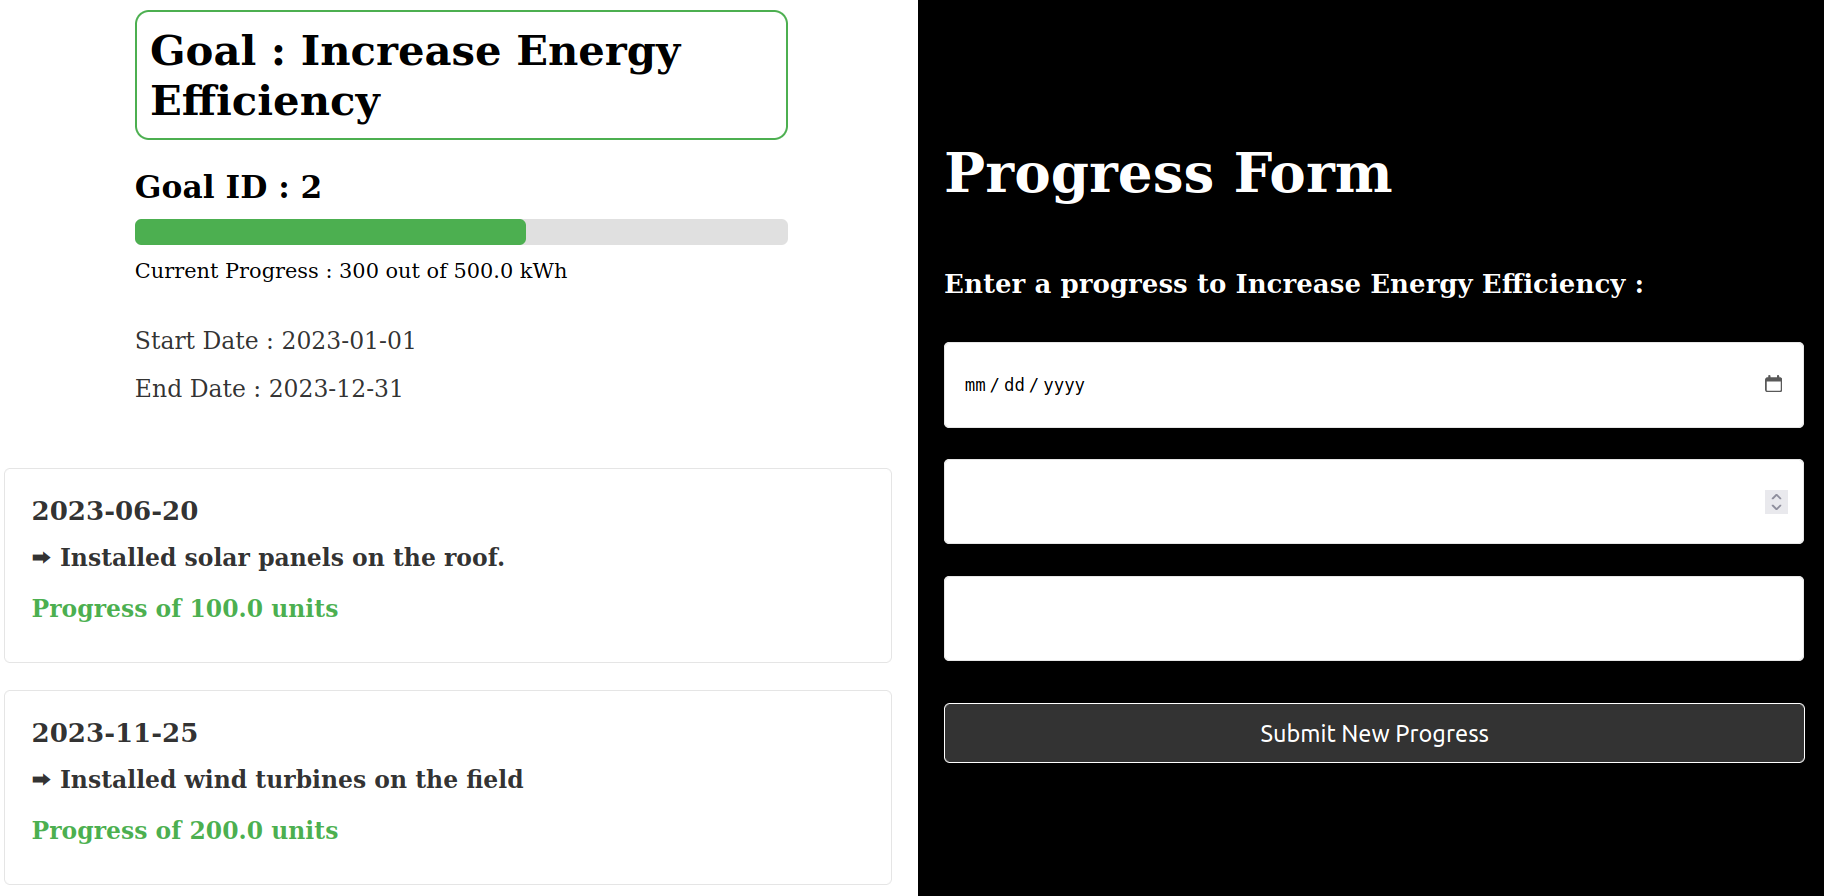 Goal : Increase Energy
Efficiency
Goal ID : 2
Current Progress : 300 out of 500.0 kWh
Start Date : 2023-01-01
End Date : 2023-12-31
2023-06-20
➡ Installed solar panels on the roof.
Progress of 100.0 units
2023-11-25
➡ Installed wind turbines on the field
Progress of 200.0 units
Progress Form
Enter a progress to Increase Energy Efficiency :
mm / dd / yyyy
Submit New Progress